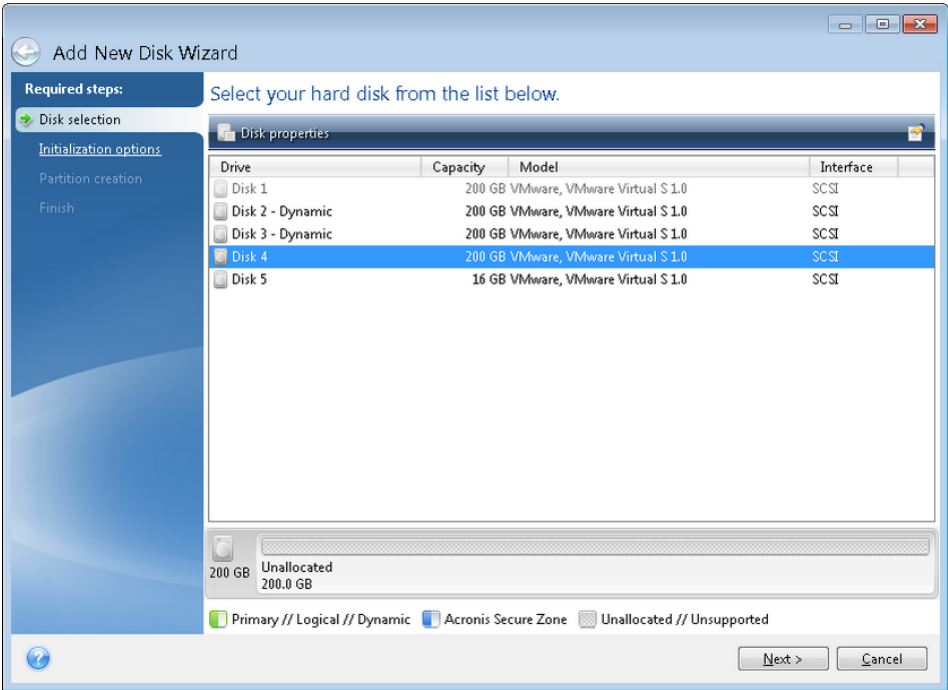 Add New Disk Wizard
Required steps:
Disk selection
Initialization options
Partition creation
Finish
Select your hard disk from the list below.
Disk properties
Drive Capacity Model Interface
Disk 1 200 GB VMware, VMware Virtual S 1.0 SCSI
Disk 2 - Dynamic 200 GB VMware, VMware Virtual S 1.0 SCSI
Disk 3 - Dynamic 200 GB VMware, VMware Virtual S 1.0 SCSI
Disk 4 200 GB VMware, VMware Virtual S 1.0 SCSI
Disk 5 16 GB VMware, VMware Virtual S 1.0 SCSI
200 GB
Unallocated
200.0 GB
Primary // Logical // Dynamic Acronis Secure Zone Unallocated // Unsupported
? Next > Cancel